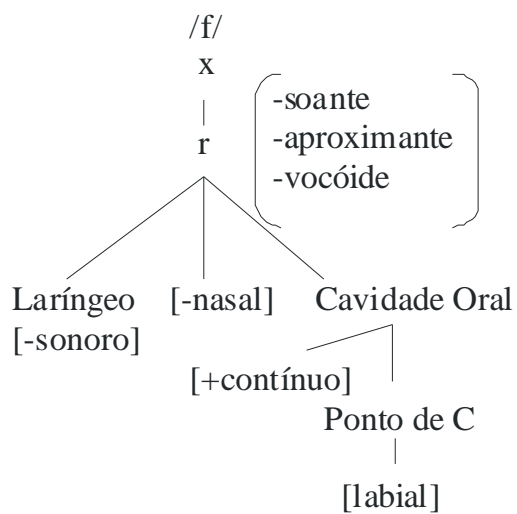 /f/
x
-soante
r
-aproximante
-vocóide
Laríngeo [-nasal] Cavidade Oral
[-sonoro]
[+contínuo]
Ponto de C
[labial]